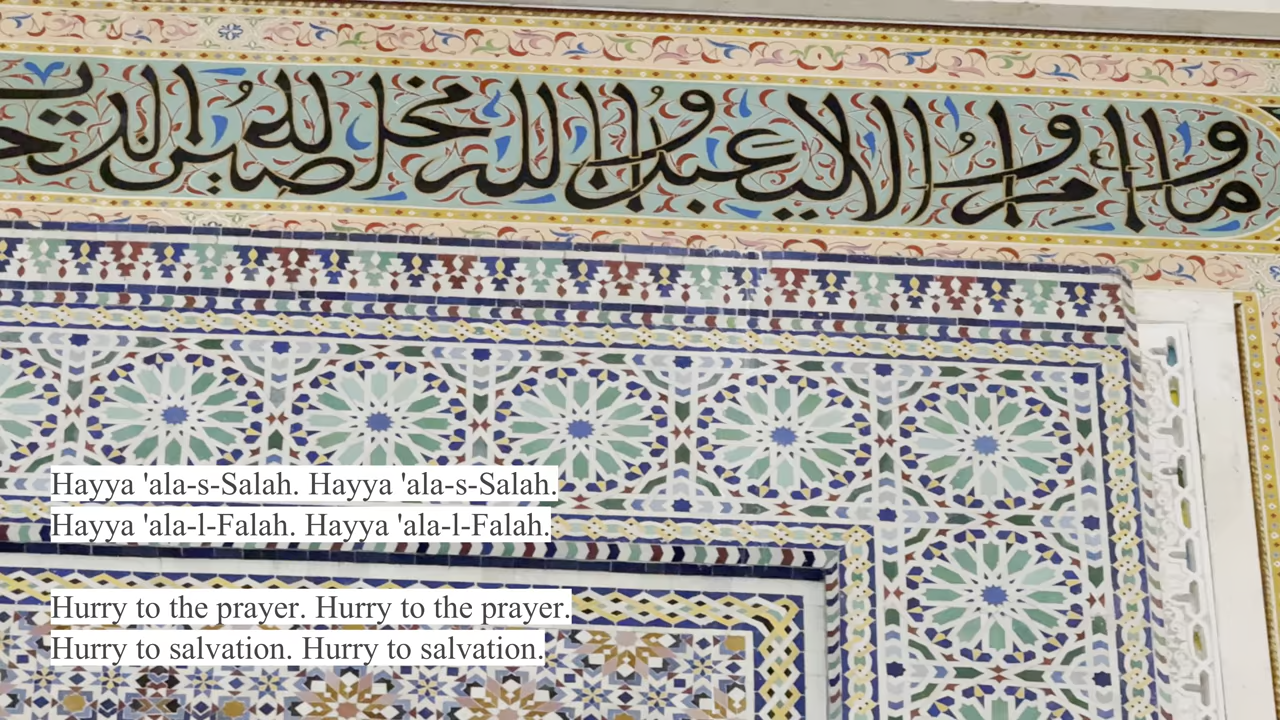 وما أمروا إلا ليعبدوا الله مخلصين له الدين
Hayya 'ala-s-Salah. Hayya 'ala-s-Salah.
Hayya 'ala-l-Falah. Hayya 'ala-l-Falah.
Hurry to the prayer. Hurry to the prayer.
Hurry to salvation. Hurry to salvation.